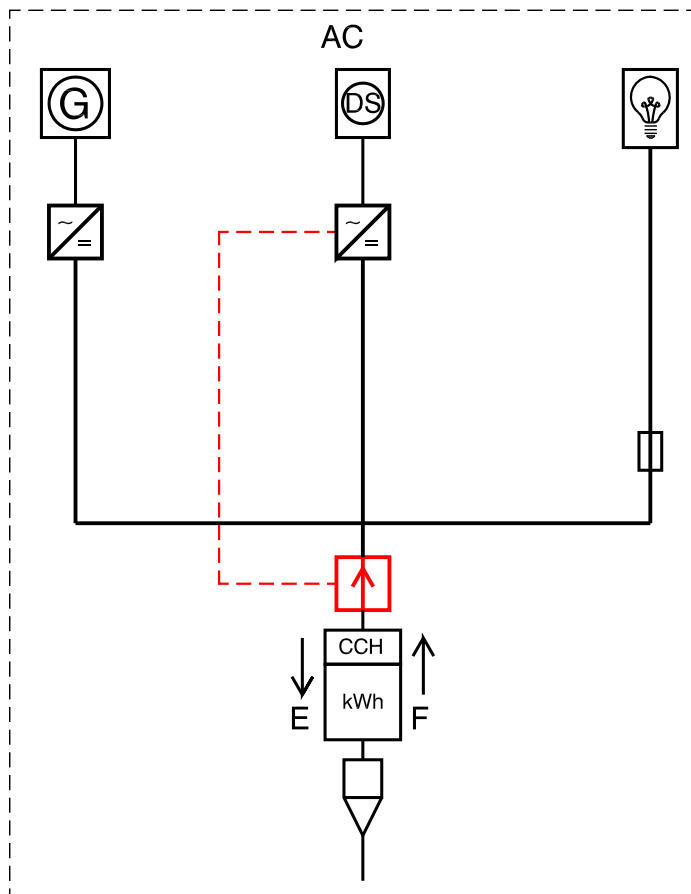 AC
G
DS
~
=
~
=
CCH
kWh
E
F